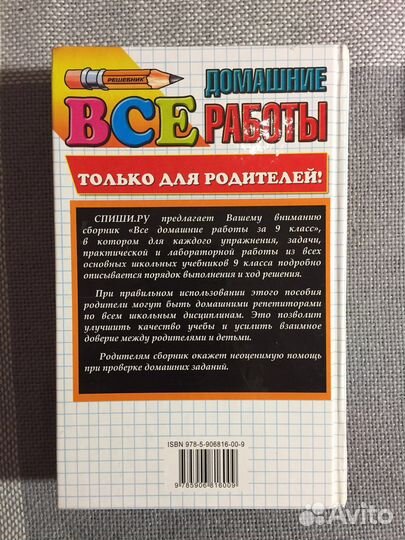 РЕШЕБНИК
ВСЕ
ДОМАШНИЕ
РАБОТЫ
ТОЛЬКО ДЛЯ РОДИТЕЛЕЙ!
СПИШИ.РУ предлагает Вашему вниманию
сборник «Все домашние работы за 9 класс»,
в котором для каждого упражнения, задачи,
практической и лабораторной работы из всех
основных школьных учебников 9 класса подробно
описывается порядок выполнения и ход решения.
При правильном использовании этого пособия
родители могут быть домашними репетиторами
по всем школьным дисциплинам. Это позволит
улучшить качество учебы и усилить взаимное
доверие между родителями и детьми.
Родителям сборник окажет неоценимую помощь
при проверке домашних заданий.
ISBN 978-5-906816-00-9
9 785906 816009
Avito